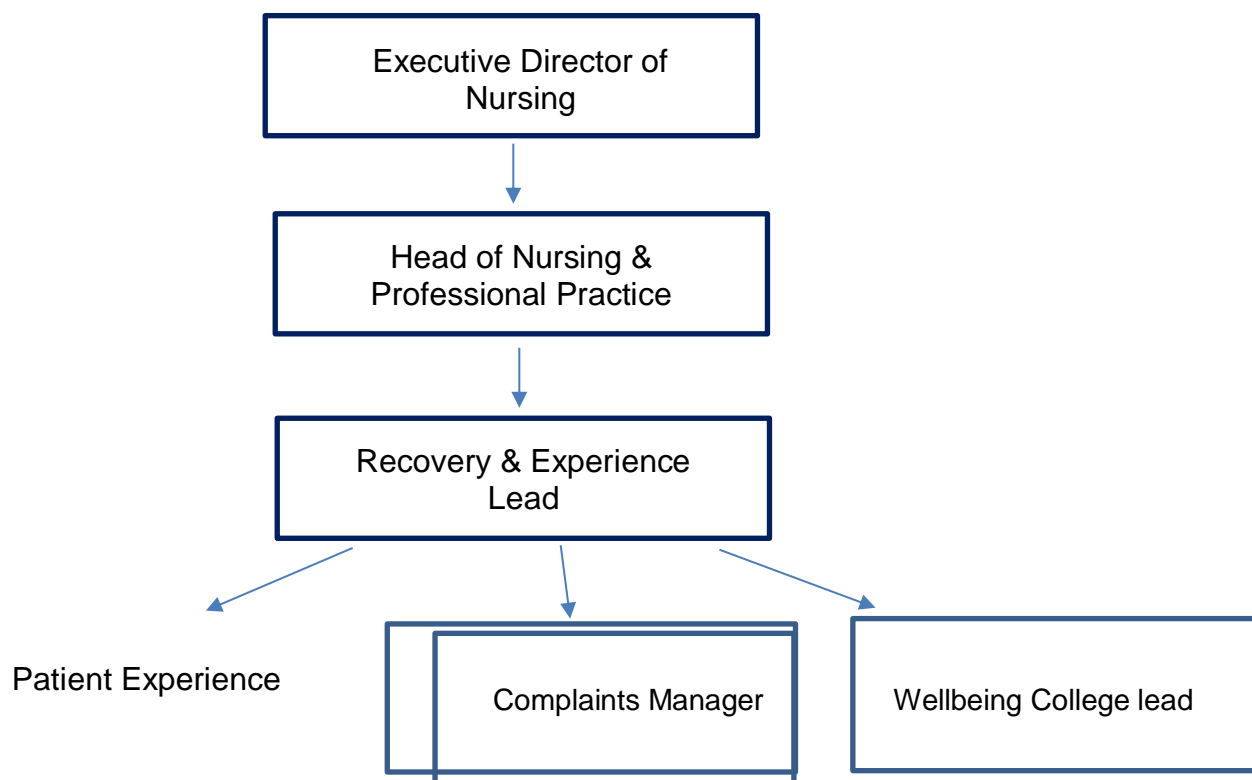 Executive Director of
Nursing
Head of Nursing &
Professional Practice
Recovery & Experience
Lead
Patient Experience
Complaints Manager
Wellbeing College lead